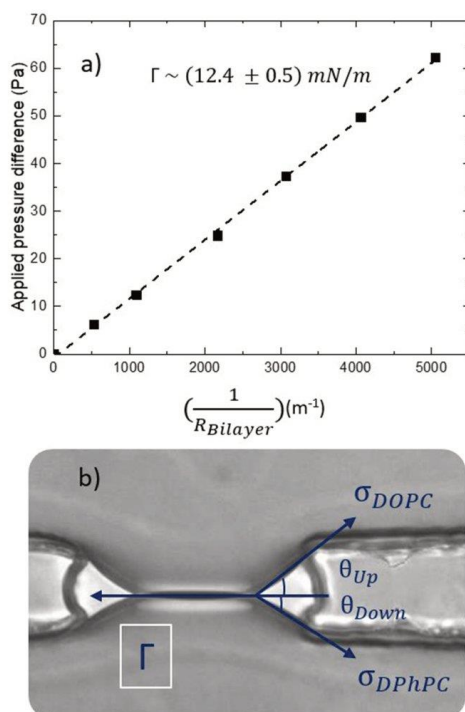 a)
Γ ~ (12.4 ± 0.5) mN/m
Applied pressure difference (Pa)
70
60
50
40
30
20
10
0
0 1000 2000 3000 4000 5000
(1/R_Bilayer)(m⁻¹)
b)
σ_DOPC
θ_Up
θ_Down
Γ
σ_DPhPC